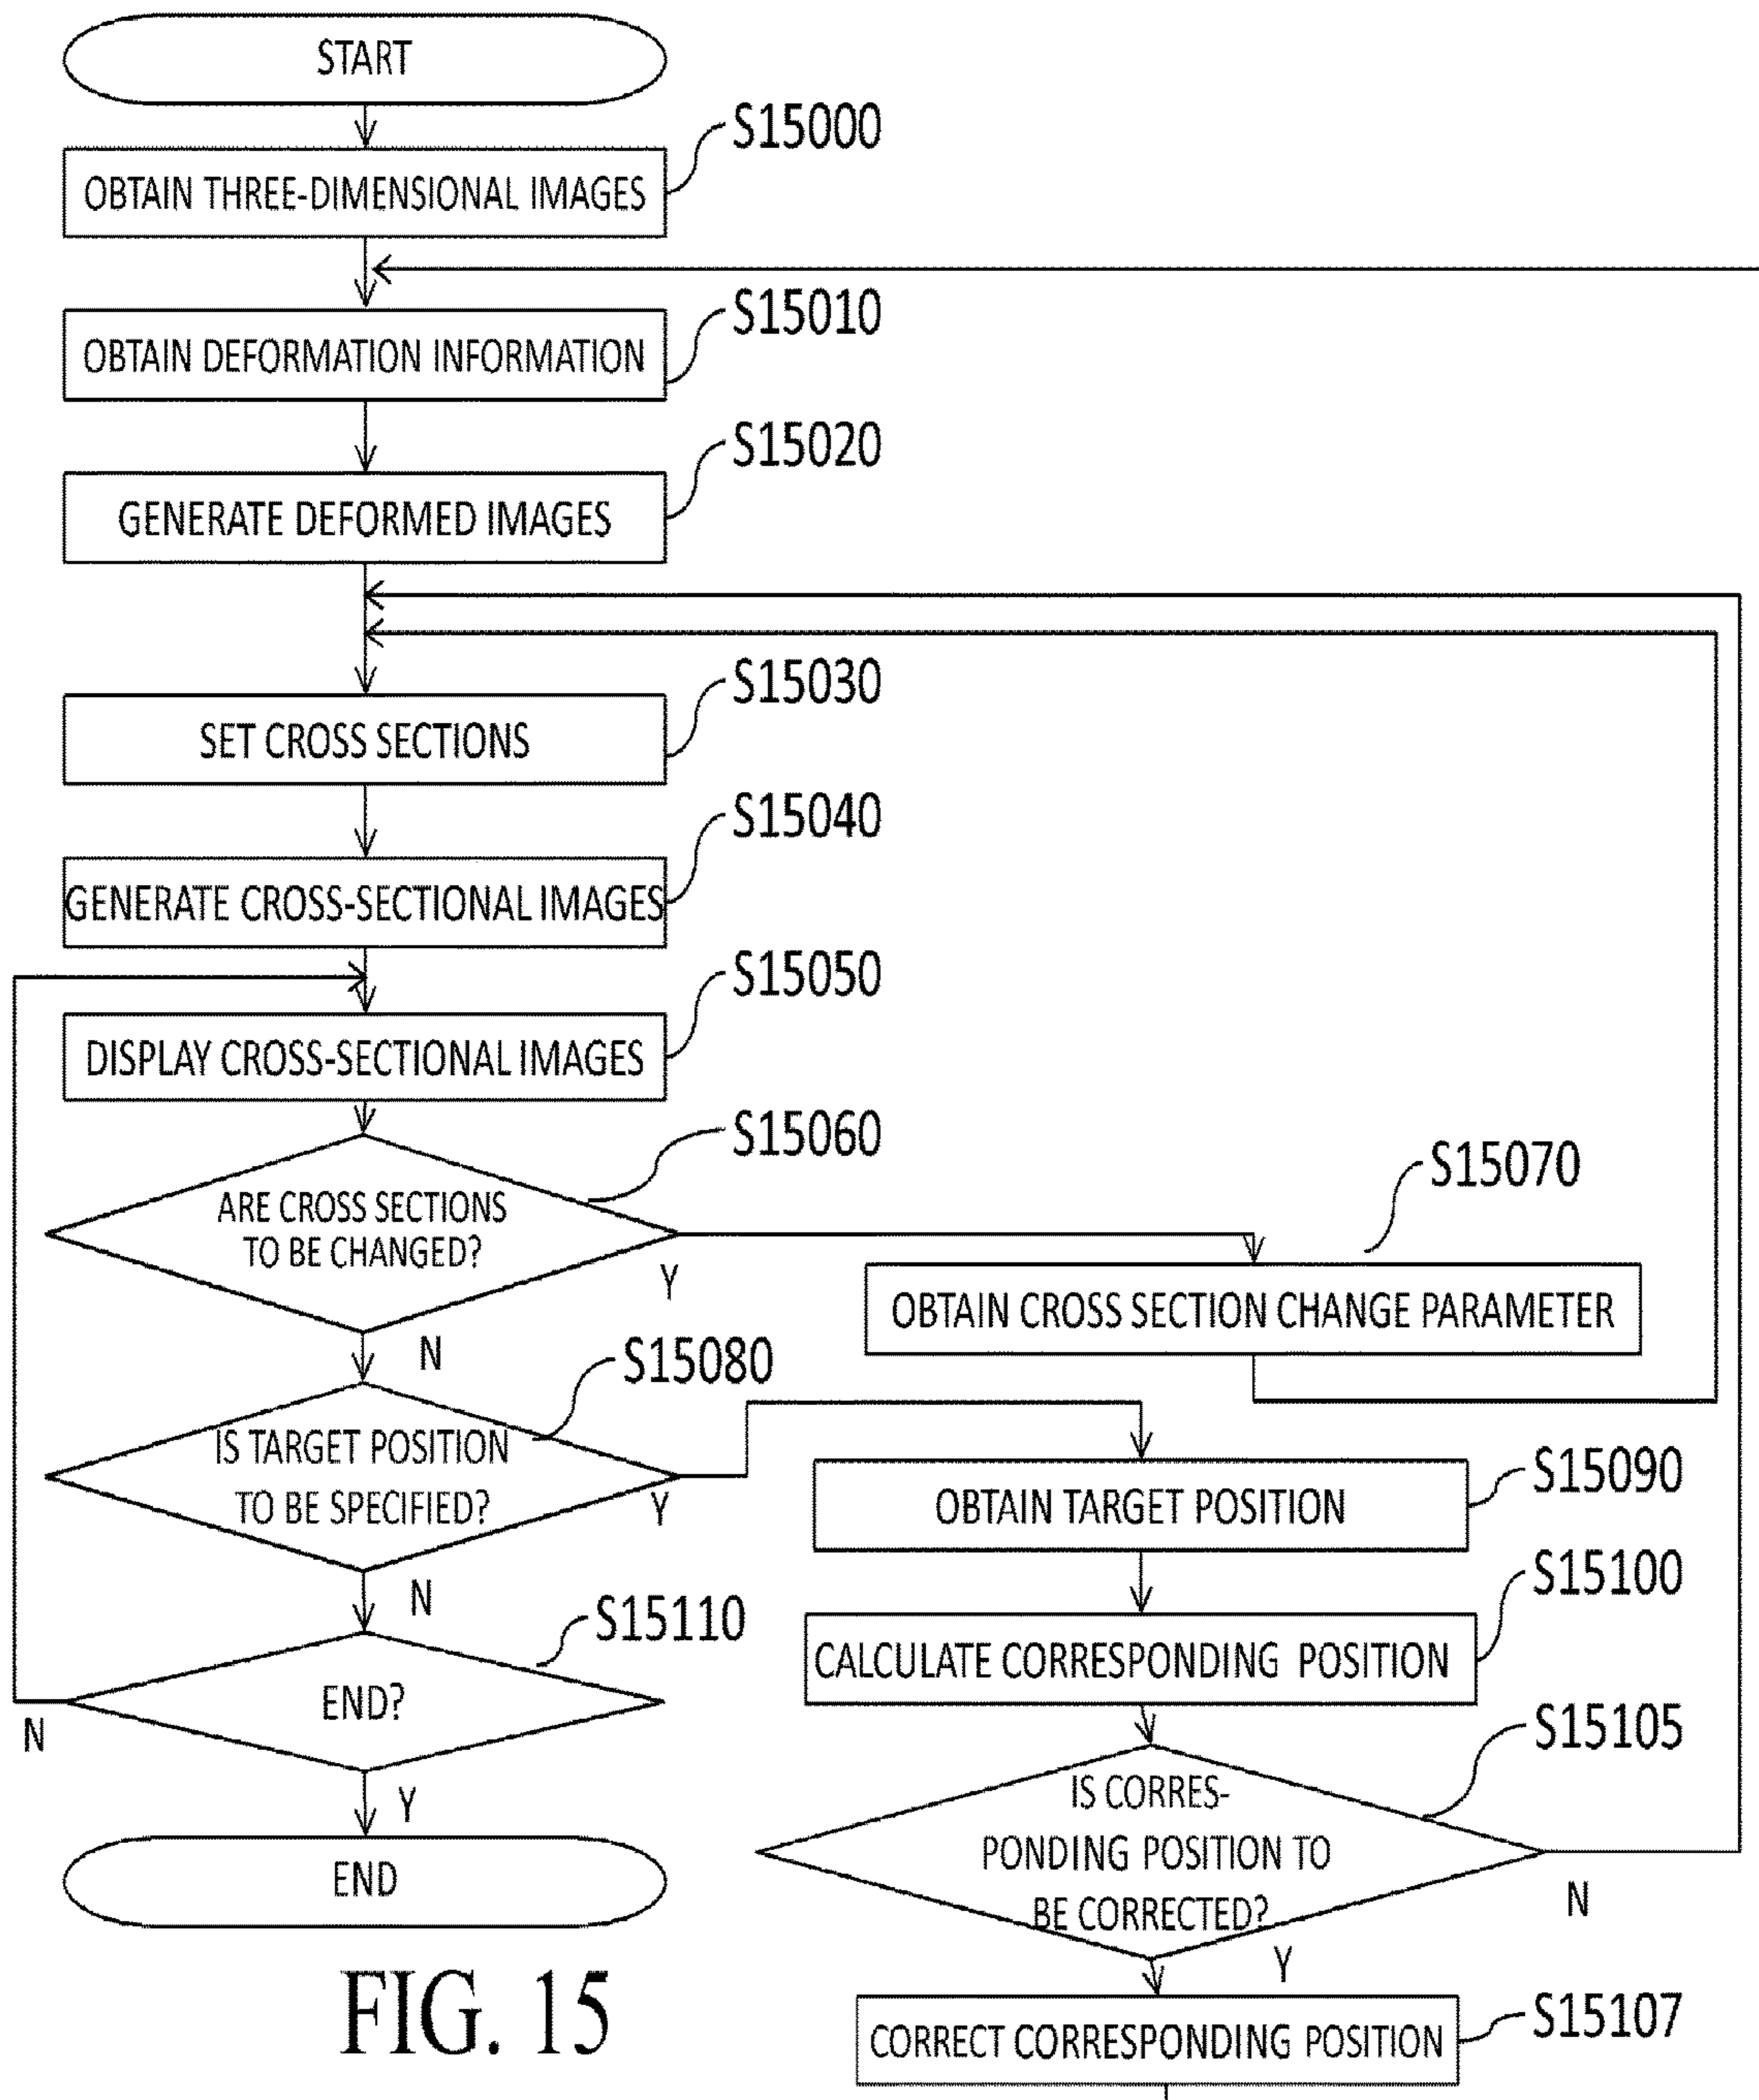 START
S15000
OBTAIN THREE-DIMENSIONAL IMAGES
S15010
OBTAIN DEFORMATION INFORMATION
S15020
GENERATE DEFORMED IMAGES
S15030
SET CROSS SECTIONS
S15040
GENERATE CROSS-SECTIONAL IMAGES
S15050
DISPLAY CROSS-SECTIONAL IMAGES
S15060
ARE CROSS SECTIONS
TO BE CHANGED?
Y
N
S15070
OBTAIN CROSS SECTION CHANGE PARAMETER
S15080
IS TARGET POSITION
TO BE SPECIFIED?
Y
N
S15090
OBTAIN TARGET POSITION
S15100
CALCULATE CORRESPONDING POSITION
S15110
END?
N
Y
END
S15105
IS CORRES-
PONDING POSITION TO
BE CORRECTED?
N
Y
S15107
CORRECT CORRESPONDING POSITION
FIG. 15